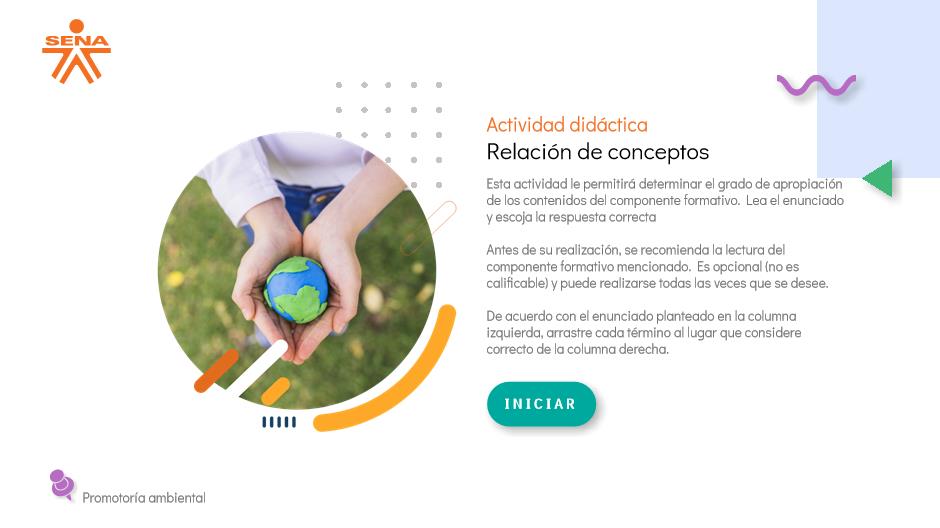 SENA
Actividad didáctica
Relación de conceptos
Esta actividad le permitirá determinar el grado de apropiación
de los contenidos del componente formativo. Lea el enunciado
y escoja la respuesta correcta
Antes de su realización, se recomienda la lectura del
componente formativo mencionado. Es opcional (no es
calificable) y puede realizarse todas las veces que se desee.
De acuerdo con el enunciado planteado en la columna
izquierda, arrastre cada término al lugar que considere
correcto de la columna derecha.
INICIAR
Promotoría ambiental